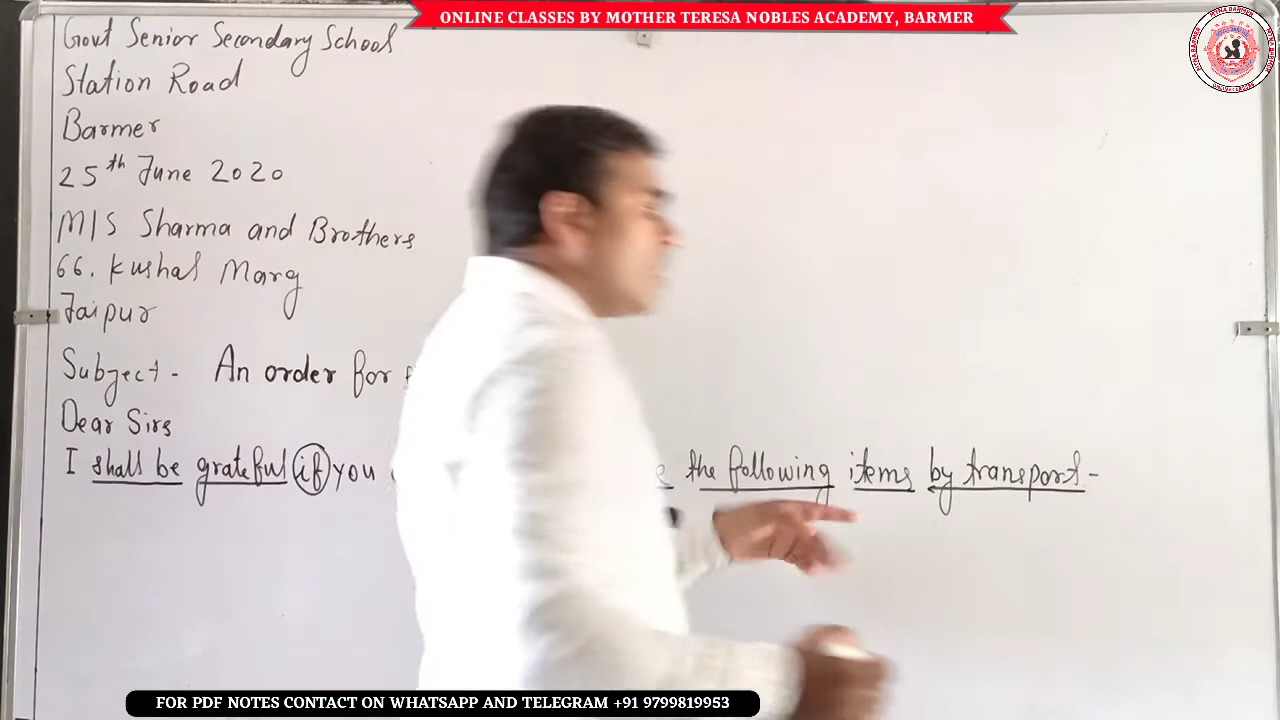 ONLINE CLASSES BY MOTHER TERESA NOBLES ACADEMY, BARMER
Govt Senior Secondary School
Station Road
Barmer
25th June 2020
M/S Sharma and Brothers
66. Kushal Marg
Jaipur
Subject - An order for
Dear Sirs
I shall be grateful if you the following items by transport-
FOR PDF NOTES CONTACT ON WHATSAPP AND TELEGRAM +91 9799819953